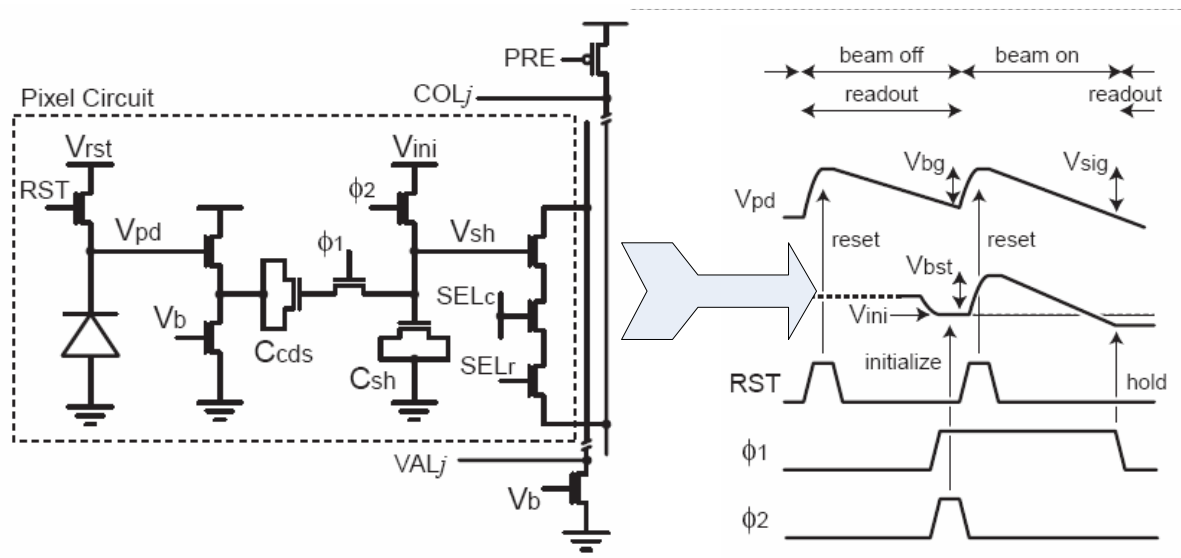 PRE
COLj
Pixel Circuit
Vrst
Vini
RST
ϕ2
Vpd
ϕ1
Vsh
SELc
Vb
Ccds
Csh
SELr
VALj
Vb
beam off
beam on
readout
readout
Vbg
Vsig
Vpd
reset
reset
Vbst
Vini
initialize
RST
hold
ϕ1
ϕ2